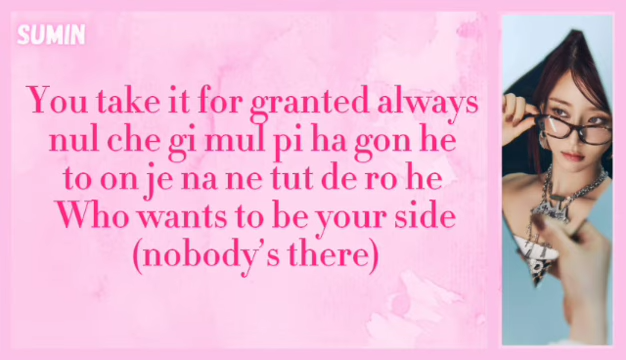 SUMIN
You take it for granted always
nul che gi mul pi ha gon he
to on je na ne tut de ro he
Who wants to be your side
(nobody's there)